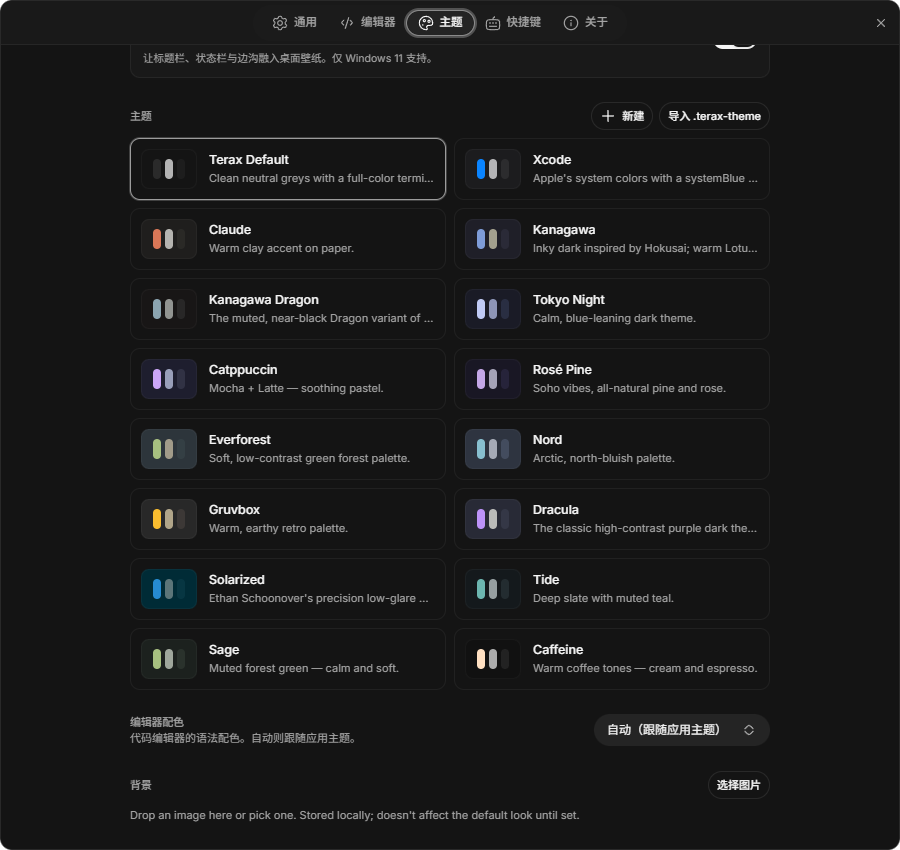 通用
编辑器
主题
快捷键
关于
让标题栏、状态栏与边沟融入桌面壁纸。仅 Windows 11 支持。
主题
新建
导入 .terax-theme
Terax Default
Clean neutral greys with a full-color termi...
Xcode
Apple's system colors with a systemBlue ...
Claude
Warm clay accent on paper.
Kanagawa
Inky dark inspired by Hokusai; warm Lotu...
Kanagawa Dragon
The muted, near-black Dragon variant of ...
Tokyo Night
Calm, blue-leaning dark theme.
Catppuccin
Mocha + Latte — soothing pastel.
Rosé Pine
Soho vibes, all-natural pine and rose.
Everforest
Soft, low-contrast green forest palette.
Nord
Arctic, north-bluish palette.
Gruvbox
Warm, earthy retro palette.
Dracula
The classic high-contrast purple dark the...
Solarized
Ethan Schoonover's precision low-glare ...
Tide
Deep slate with muted teal.
Sage
Muted forest green — calm and soft.
Caffeine
Warm coffee tones — cream and espresso.
编辑器配色
代码编辑器的语法配色。自动则跟随应用主题。
自动（跟随应用主题）
背景
选择图片
Drop an image here or pick one. Stored locally; doesn't affect the default look until set.